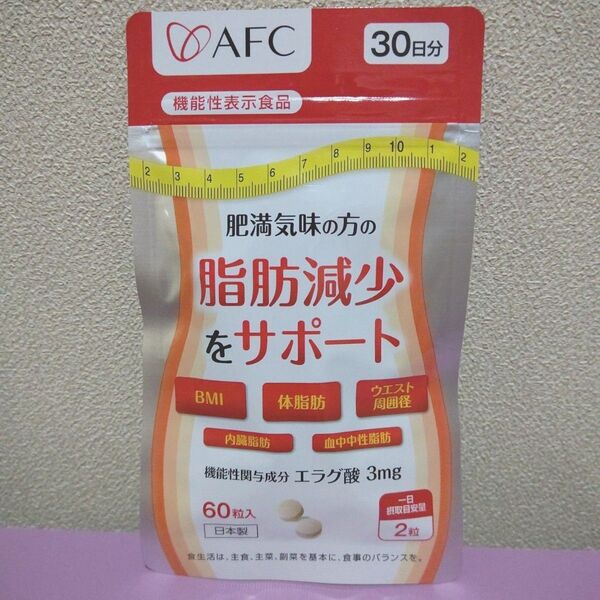 AFC
30日分
機能性表示食品
2 3 4 5 6 7 8 9 10 1 2
肥満気味の方の
脂肪減少
をサポート
BMI
体脂肪
ウエスト
周囲径
内臓脂肪
血中中性脂肪
機能性関与成分 エラグ酸 3mg
60粒入
日本製
一日
摂取目安量
2粒
食生活は、主食、主菜、副菜を基本に、食事のバランスを。